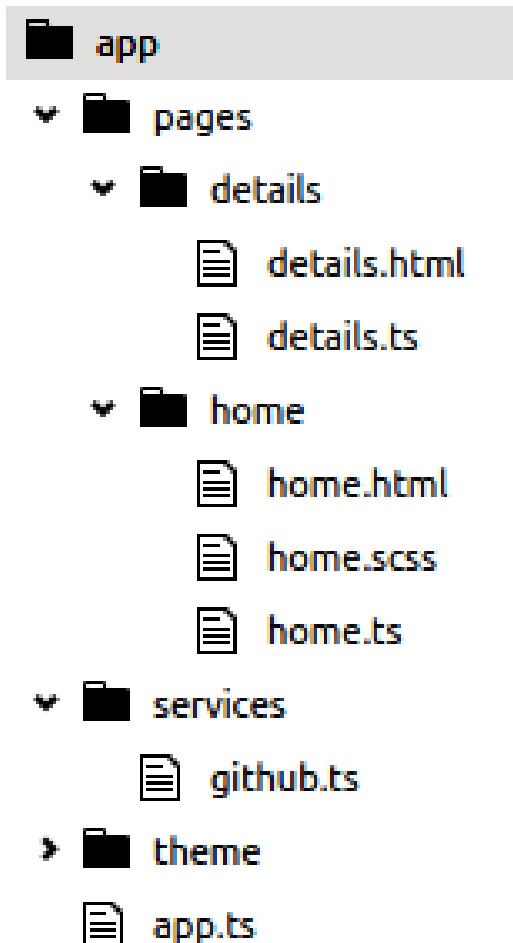 app
pages
details
details.html
details.ts
home
home.html
home.scss
home.ts
services
github.ts
theme
app.ts